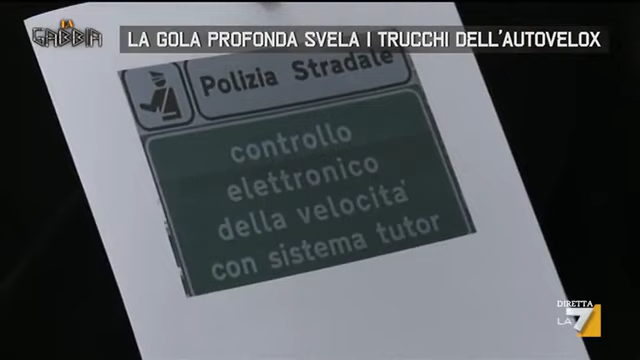 LA GABBIA
LA GOLA PROFONDA SVELA I TRUCCHI DELL'AUTOVELOX
Polizia Stradale
controllo
elettronico
della velocità
con sistema tutor
DIRETTA
LA7